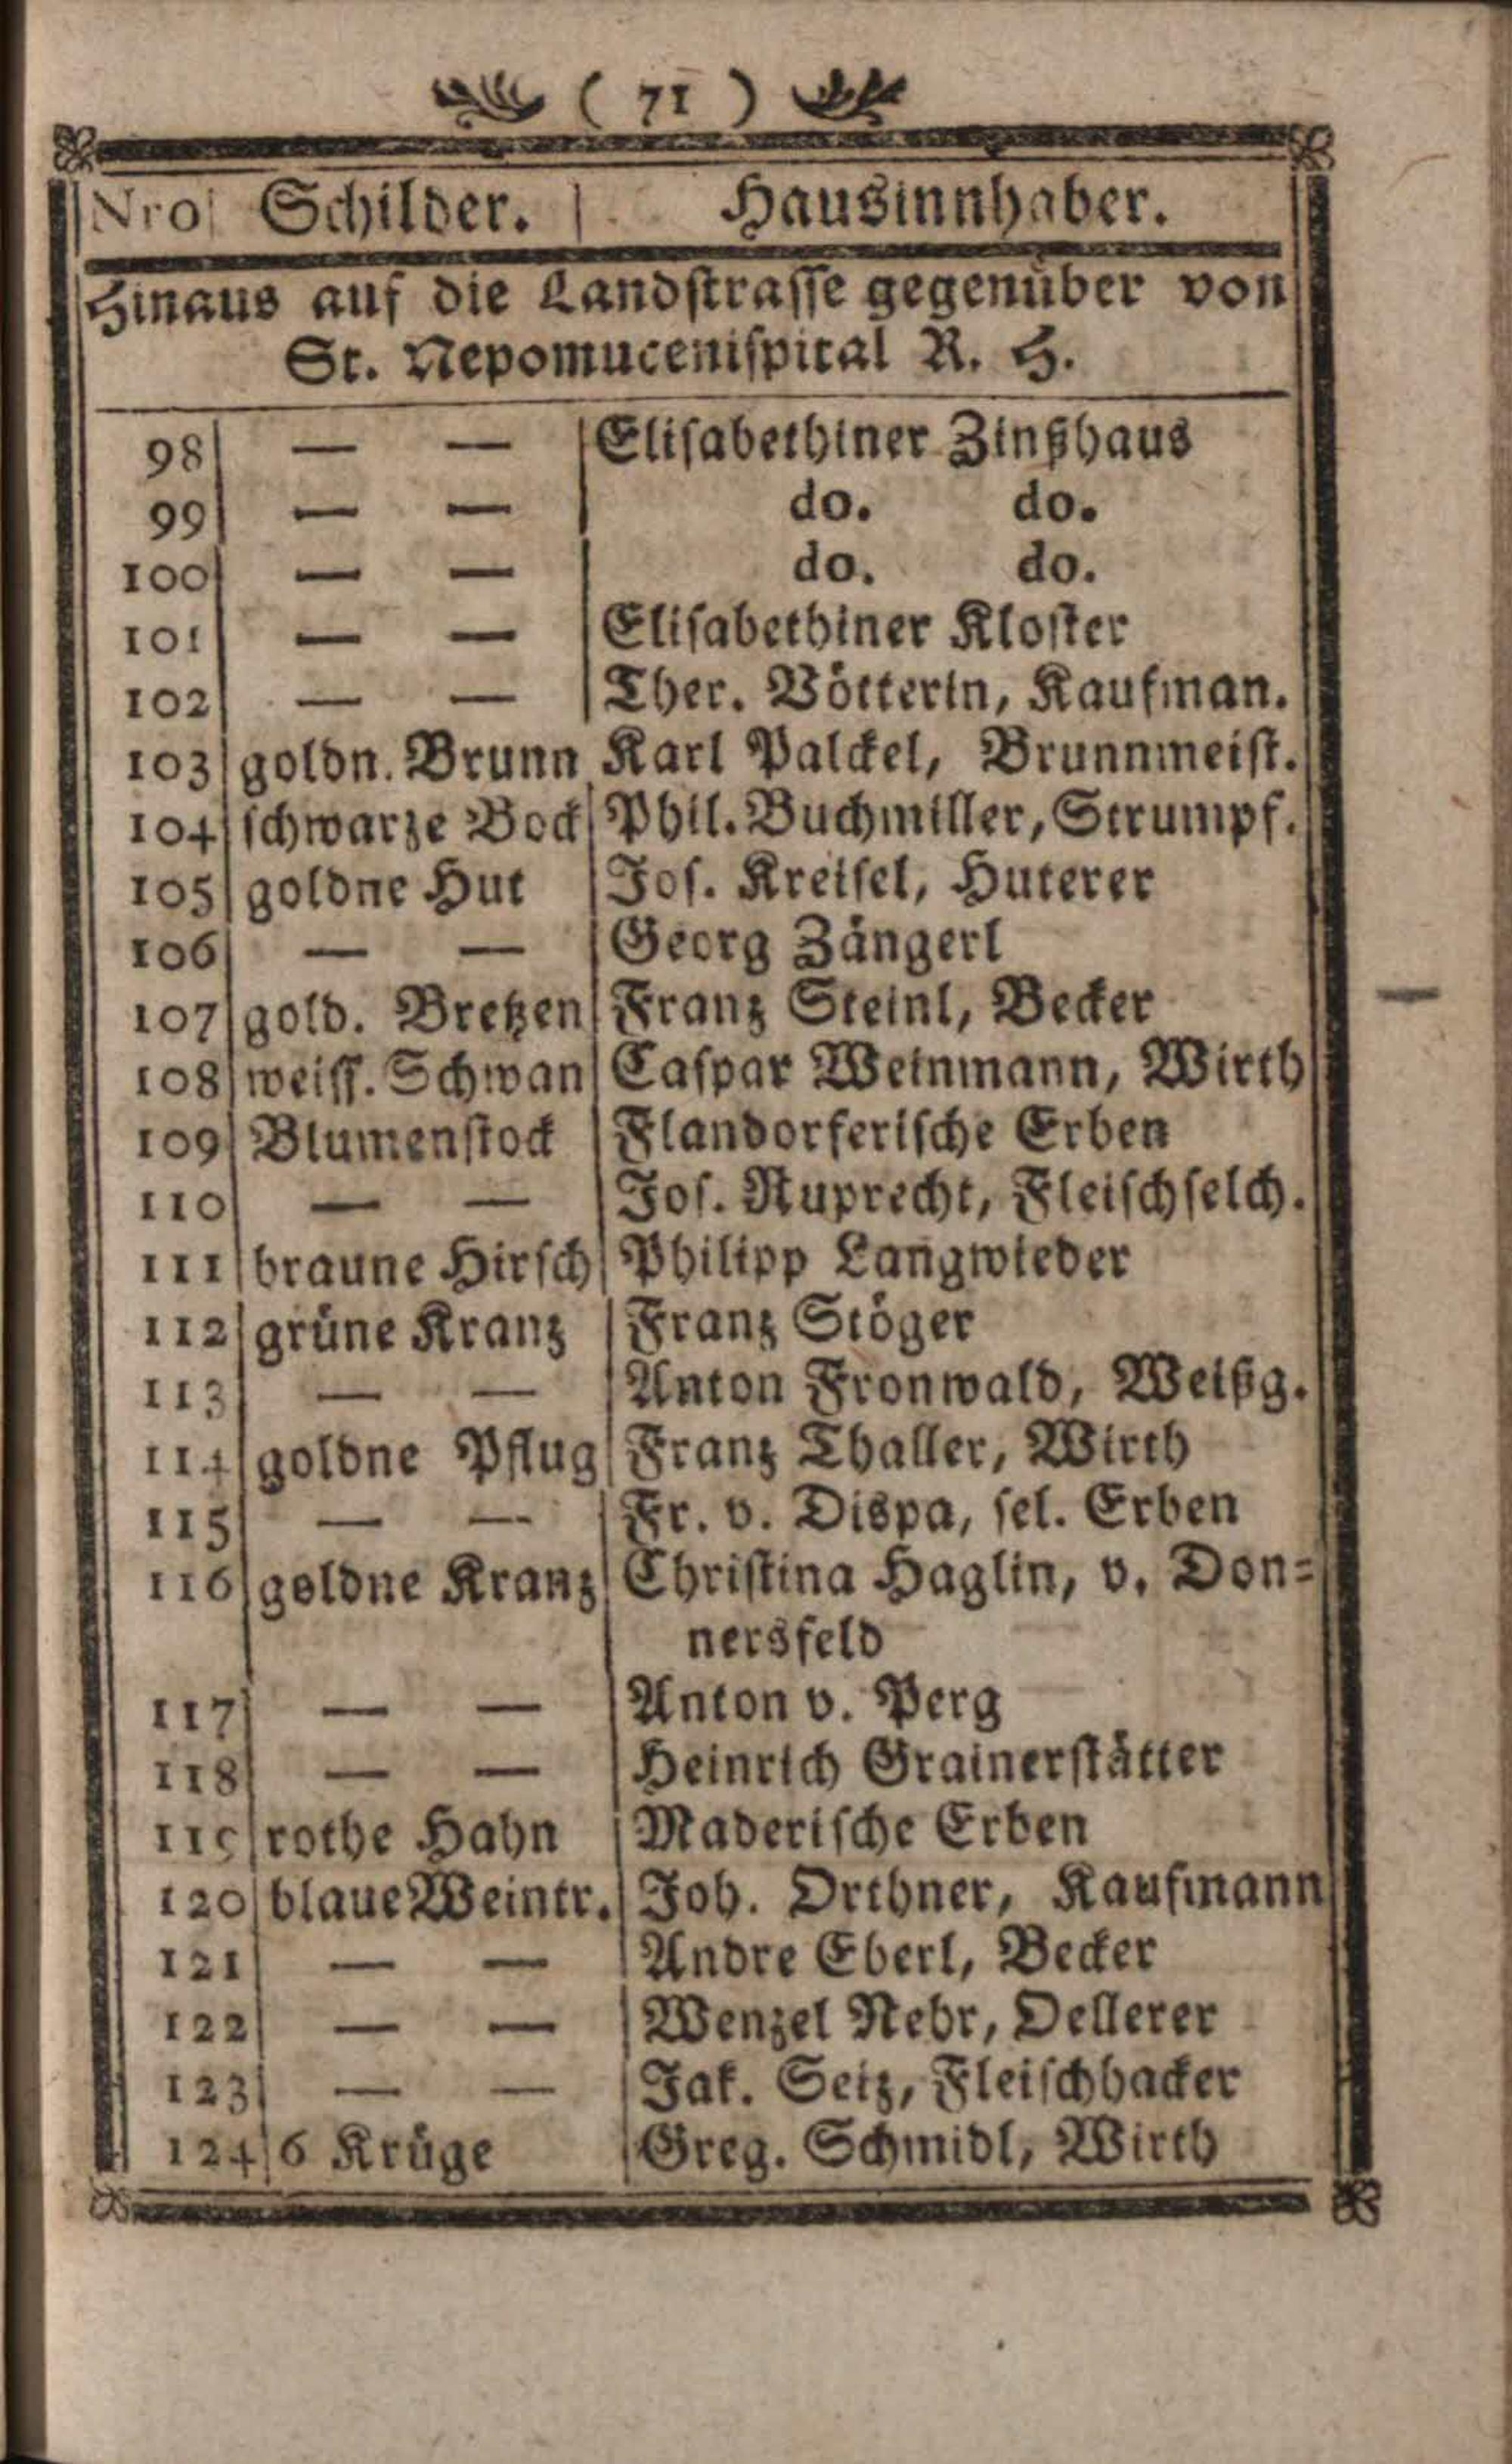 ( 71 )
Nro Schilder. Hausinnhaber.
Hinaus auf die Landstrasse gegenüber von
St. Nepomucenispital R. H.
98 — — Elisabethiner Zinßhaus
99 — — do. do.
100 — — do. do.
101 — — Elisabethiner Kloster
102 — — Ther. Vötterin, Kaufman.
103 goldn. Brunn Karl Palckel, Brunnmeist.
104 schwarze Bock Phil. Buchmiller, Strumpf.
105 goldne Hut Jos. Kreisel, Huterer
106 — — Georg Zängerl
107 gold. Bretzen Franz Steinl, Becker
108 weiss. Schwan Caspar Weinmann, Wirth
109 Blumenstock Flandorferische Erben
110 — — Jos. Ruprecht, Fleischselch.
111 braune Hirsch Philipp Langwieder
112 grüne Kranz Franz Stöger
113 — — Anton Fronwald, Weißg.
114 goldne Pflug Franz Thaller, Wirth
115 — — Fr. v. Dispa, sel. Erben
116 goldne Kranz Christina Haglin, v. Don-
nersfeld
117 — — Anton v. Perg
118 — — Heinrich Grainerstätter
119 rothe Hahn Maderische Erben
120 blaue Weintr. Joh. Orthner, Kaufmann
121 — — Andre Eberl, Becker
122 — — Wenzel Nehr, Oellerer
123 — — Jak. Seiz, Fleischhacker
124 6 Krüge Greg. Schmidl, Wirth